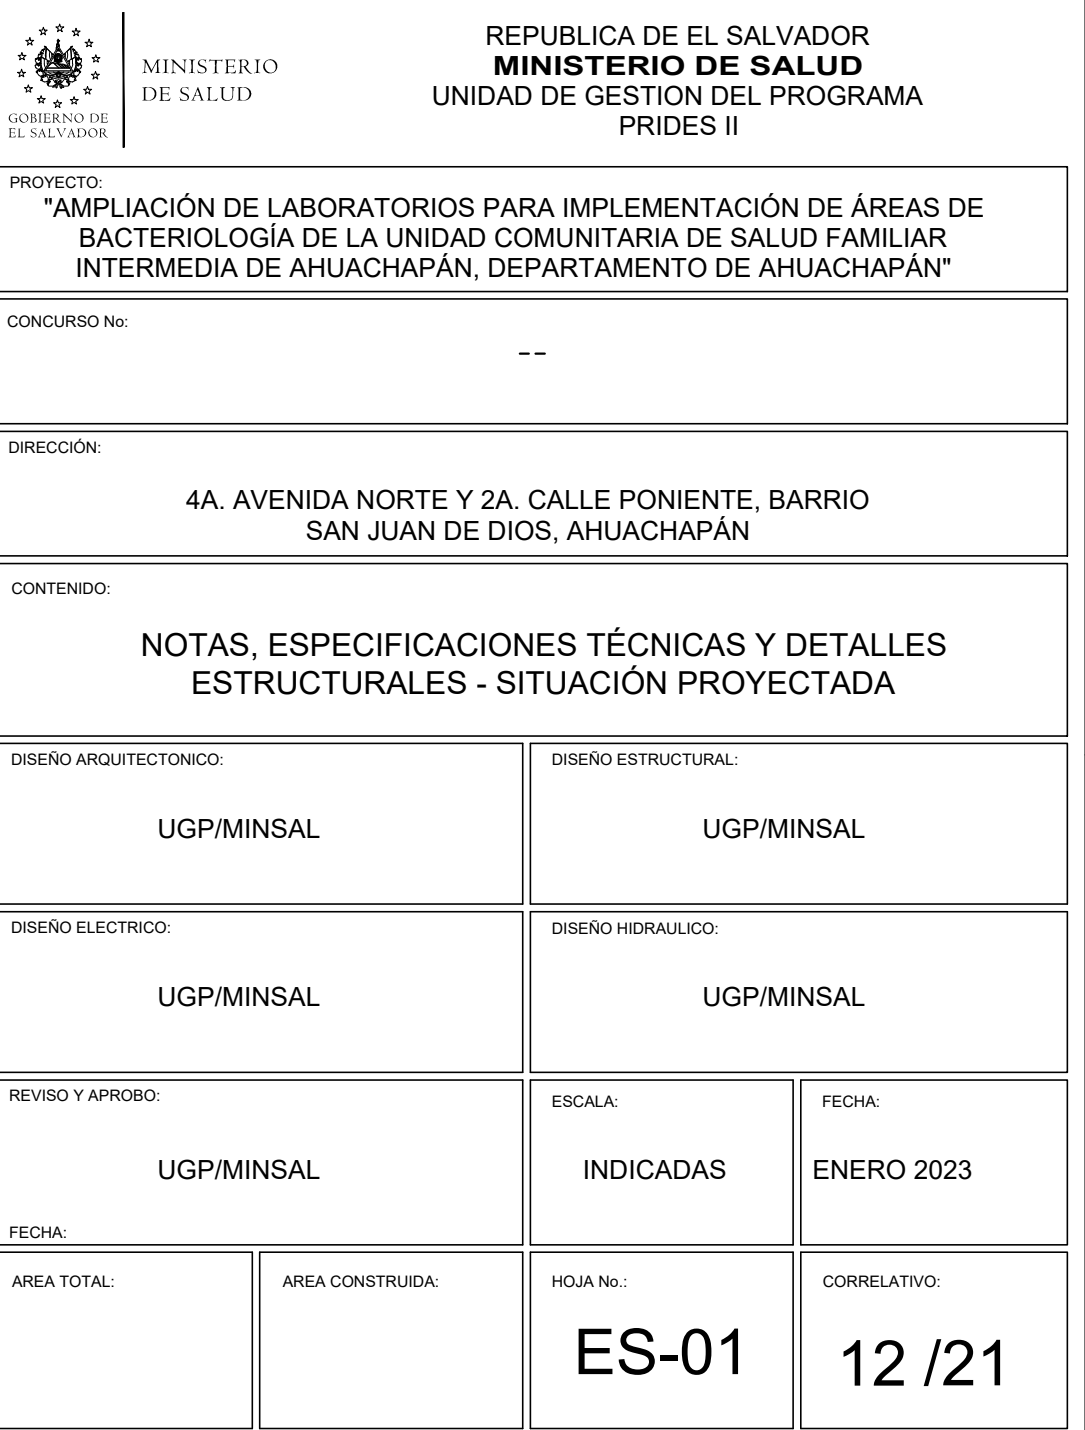 GOBIERNO DE
EL SALVADOR
MINISTERIO
DE SALUD
REPUBLICA DE EL SALVADOR
MINISTERIO DE SALUD
UNIDAD DE GESTION DEL PROGRAMA
PRIDES II
PROYECTO:
"AMPLIACIÓN DE LABORATORIOS PARA IMPLEMENTACIÓN DE ÁREAS DE
BACTERIOLOGÍA DE LA UNIDAD COMUNITARIA DE SALUD FAMILIAR
INTERMEDIA DE AHUACHAPÁN, DEPARTAMENTO DE AHUACHAPÁN"
CONCURSO No:
--
DIRECCIÓN:
4A. AVENIDA NORTE Y 2A. CALLE PONIENTE, BARRIO
SAN JUAN DE DIOS, AHUACHAPÁN
CONTENIDO:
NOTAS, ESPECIFICACIONES TÉCNICAS Y DETALLES
ESTRUCTURALES - SITUACIÓN PROYECTADA
DISEÑO ARQUITECTONICO:
UGP/MINSAL
DISEÑO ESTRUCTURAL:
UGP/MINSAL
DISEÑO ELECTRICO:
UGP/MINSAL
DISEÑO HIDRAULICO:
UGP/MINSAL
REVISO Y APROBO:
UGP/MINSAL
FECHA:
ESCALA:
INDICADAS
FECHA:
ENERO 2023
AREA TOTAL:
AREA CONSTRUIDA:
HOJA No.:
ES-01
CORRELATIVO:
12 /21